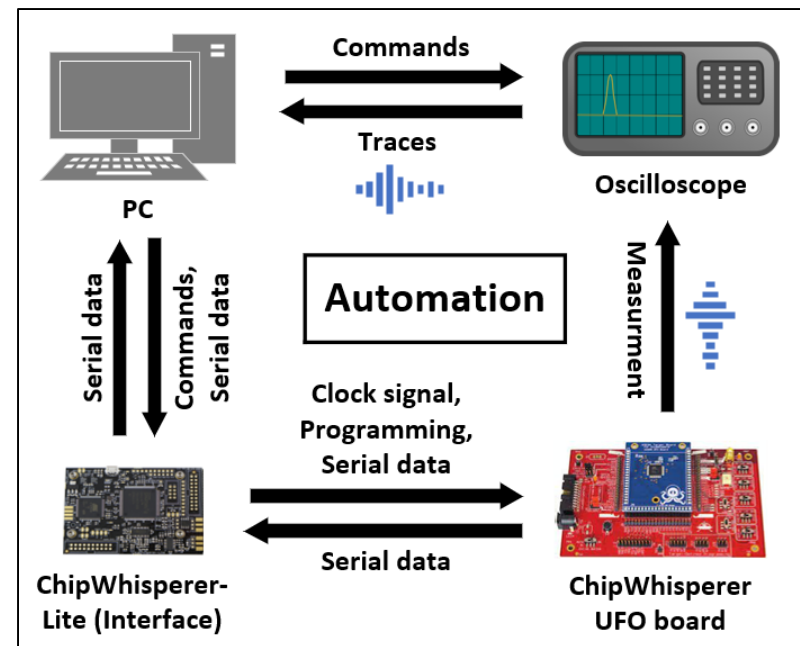 Commands
Traces
PC
Oscilloscope
Automation
Serial data
Commands,
Serial data
Measurment
Clock signal,
Programming,
Serial data
Serial data
ChipWhisperer-
Lite (Interface)
ChipWhisperer
UFO board